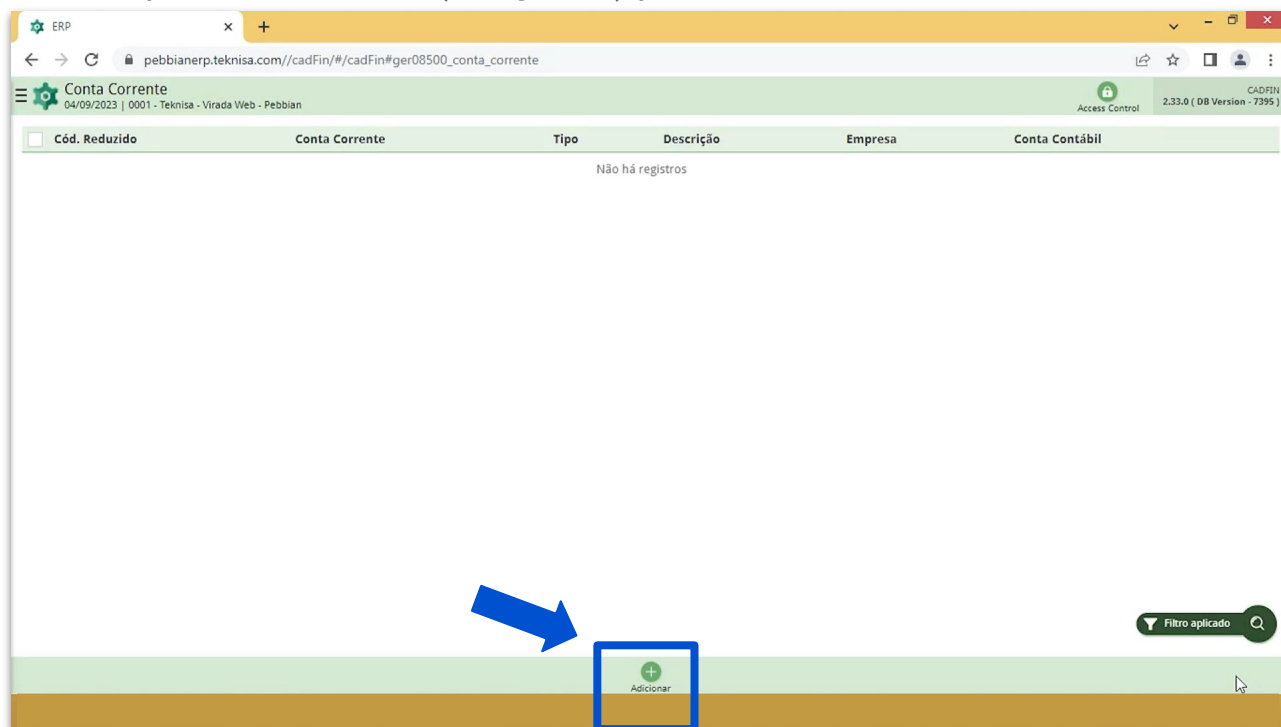 ERP
pebbianerp.teknisa.com//cadFin/#/cadFin#ger08500_conta_corrente
Conta Corrente
04/09/2023 | 0001 - Teknisa - Virada Web - Pebbian
Access Control
CADFIN
2.33.0 ( DB Version - 7395 )
Cód. Reduzido Conta Corrente Tipo Descrição Empresa Conta Contábil
Não há registros
Filtro aplicado
Adicionar